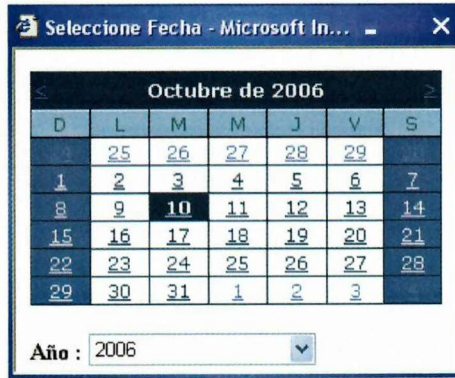 Seleccione Fecha - Microsoft In...
< Octubre de 2006 >
D L M M J V S
25 26 27 28 29
1 2 3 4 5 6 7
8 9 10 11 12 13 14
15 16 17 18 19 20 21
22 23 24 25 26 27 28
29 30 31 1 2 3
Año : 2006